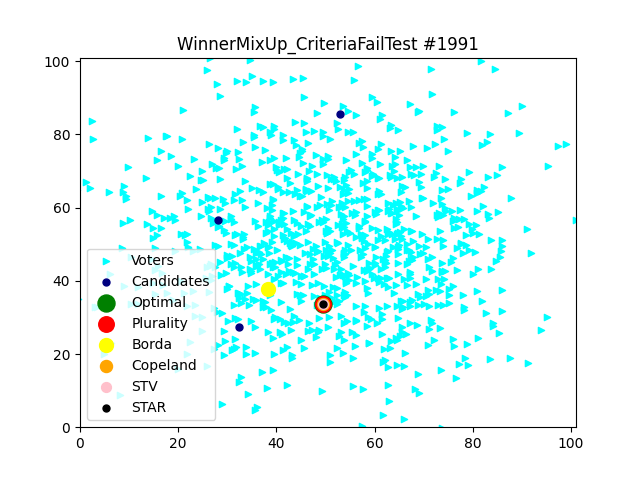 WinnerMixUp_CriteriaFailTest #1991
100
80
60
40
20
0
Voters
Candidates
Optimal
Plurality
Borda
Copeland
STV
STAR
0 20 40 60 80 100